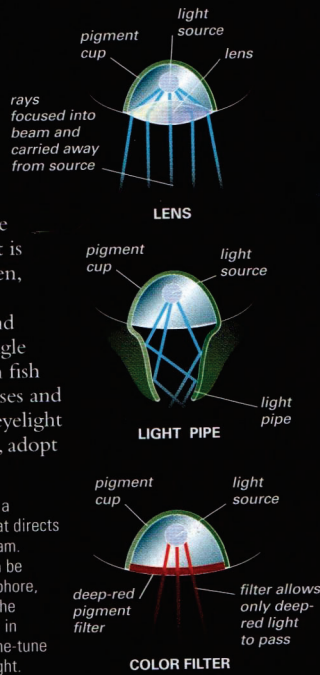 light
source
pigment
cup
lens
rays
focused into
beam and
carried away
from source
LENS
t is
en,
nd
gle
fish
ses and
eyelight
, adopt
a
at directs
am.
be
phore,
he
in
ne-tune
ght.
pigment
cup
light
source
light
pipe
LIGHT PIPE
pigment
cup
light
source
deep-red
pigment
filter
filter allows
only deep-
red light
to pass
COLOR FILTER